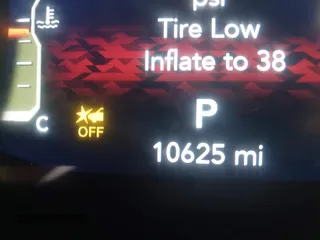 psi
Tire Low
Inflate to 38
P
C
OFF
10625 mi